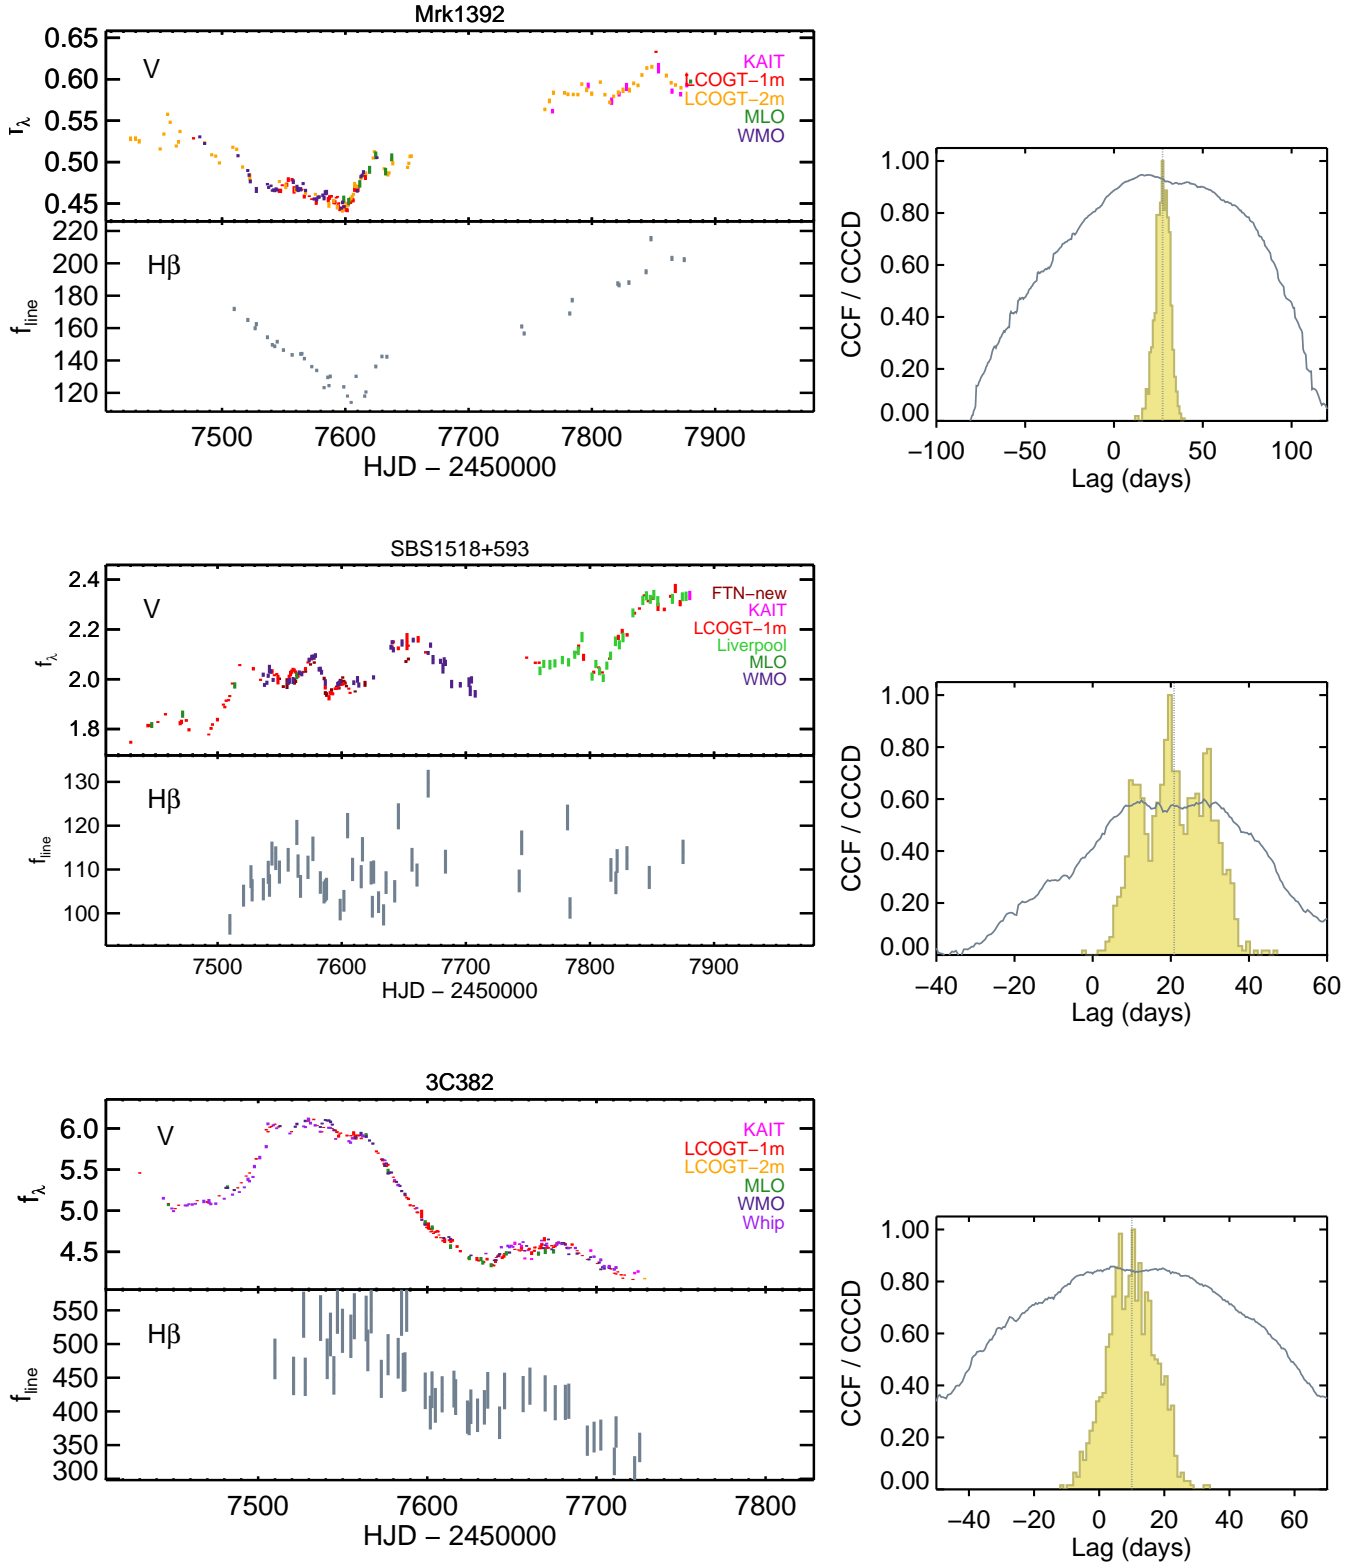 Mrk1392
0.65
0.60
0.55
0.50
0.45
fλ
V
KAIT
LCOGT−1m
LCOGT−2m
MLO
WMO
220
200
180
160
140
120
fline
Hβ
7500 7600 7700 7800 7900
HJD − 2450000
1.00
0.80
0.60
0.40
0.20
0.00
CCF / CCCD
−100 −50 0 50 100
Lag (days)
SBS1518+593
2.4
2.2
2.0
1.8
fλ
V
FTN−new
KAIT
LCOGT−1m
Liverpool
MLO
WMO
130
120
110
100
fline
Hβ
7500 7600 7700 7800 7900
HJD − 2450000
1.00
0.80
0.60
0.40
0.20
0.00
CCF / CCCD
−40 −20 0 20 40 60
Lag (days)
3C382
6.0
5.5
5.0
4.5
fλ
V
KAIT
LCOGT−1m
LCOGT−2m
MLO
WMO
Whip
550
500
450
400
350
300
fline
Hβ
7500 7600 7700 7800
HJD − 2450000
1.00
0.80
0.60
0.40
0.20
0.00
CCF / CCCD
−40 −20 0 20 40 60
Lag (days)